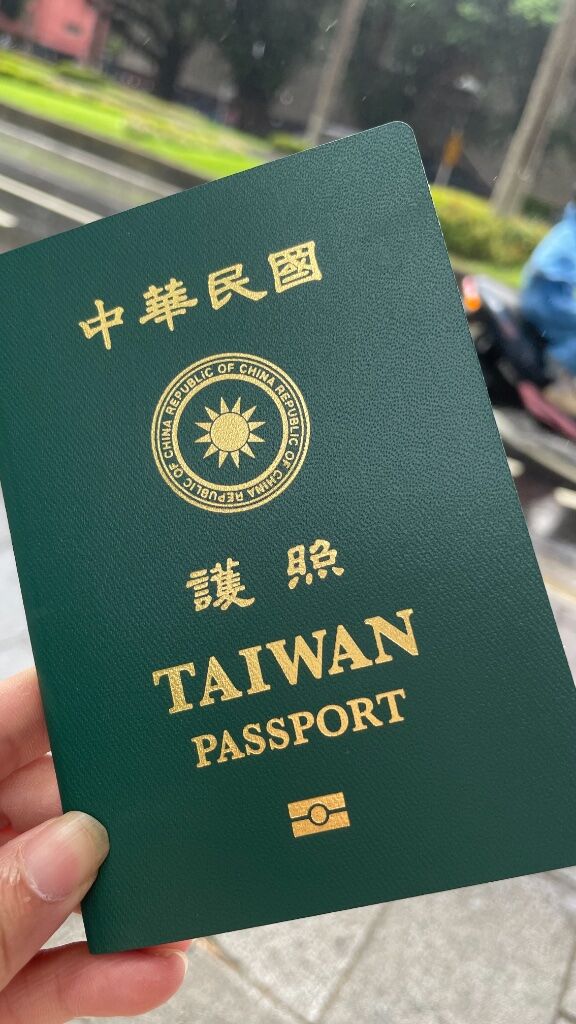 中華民國
REPUBLIC OF CHINA REPUBLIC OF CHINA REPUBLIC OF CHINA
護照
TAIWAN
PASSPORT